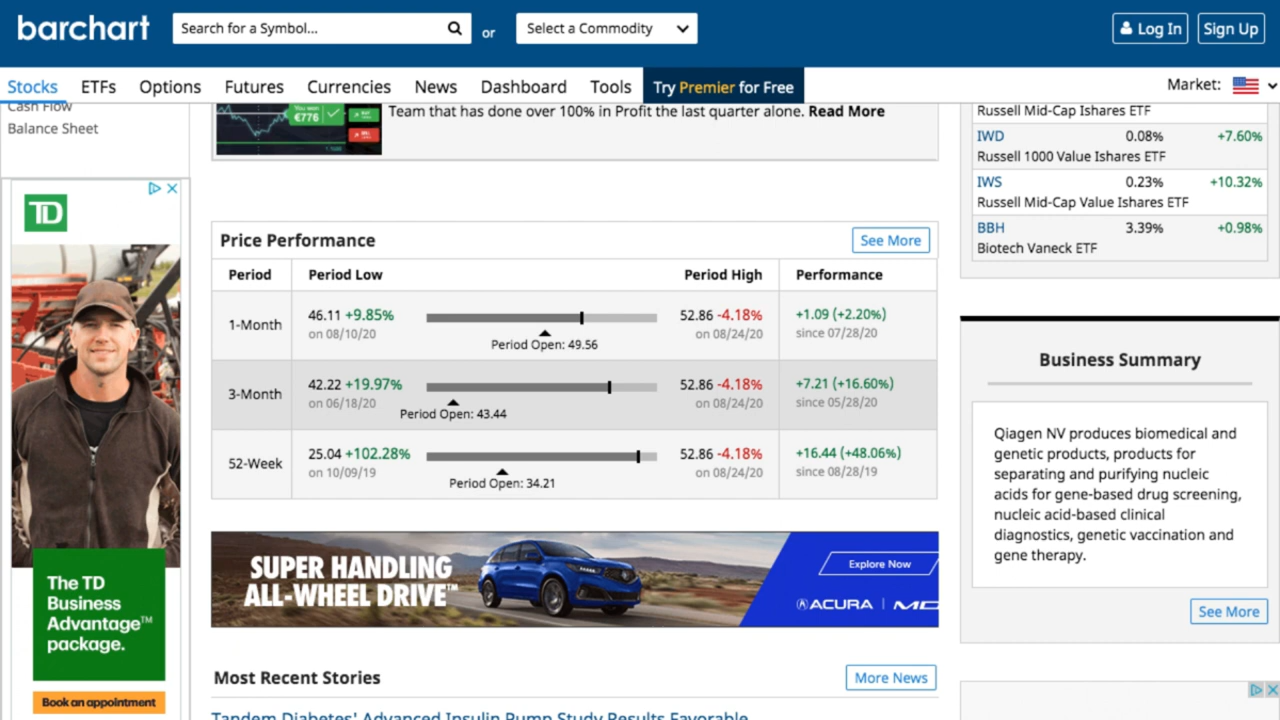 barchart
Search for a Symbol...
or
Select a Commodity
Log In
Sign Up
Stocks
ETFs
Options
Futures
Currencies
News
Dashboard
Tools
Try Premier for Free
Market:
Cash Flow
Balance Sheet
You won
€776
Team that has done over 100% in Profit the last quarter alone. Read More
TD
The TD
Business
Advantage™
package.
Book an appointment
Price Performance
See More
Period Period Low Period High Performance
1-Month 46.11 +9.85% 52.86 -4.18% +1.09 (+2.20%)
on 08/10/20 on 08/24/20 since 07/28/20
Period Open: 49.56
3-Month 42.22 +19.97% 52.86 -4.18% +7.21 (+16.60%)
on 06/18/20 on 08/24/20 since 05/28/20
Period Open: 43.44
52-Week 25.04 +102.28% 52.86 -4.18% +16.44 (+48.06%)
on 10/09/19 on 08/24/20 since 08/28/19
Period Open: 34.21
SUPER HANDLING
ALL-WHEEL DRIVE™
Explore Now
ACURA
Most Recent Stories
More News
Tandem Diabetes' Advanced Insulin Pump Study Results Favorable
Russell Mid-Cap Ishares ETF
IWD 0.08% +7.60%
Russell 1000 Value Ishares ETF
IWS 0.23% +10.32%
Russell Mid-Cap Value Ishares ETF
BBH 3.39% +0.98%
Biotech Vaneck ETF
Business Summary
Qiagen NV produces biomedical and
genetic products, products for
separating and purifying nucleic
acids for gene-based drug screening,
nucleic acid-based clinical
diagnostics, genetic vaccination and
gene therapy.
See More